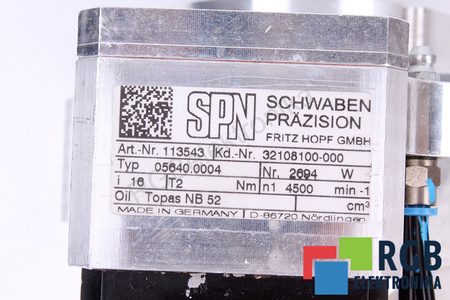 SPN SCHWABEN
PRÄZISION
FRITZ HOPF GMBH
Art.-Nr. 113543 Kd.-Nr. 32108100-000
Typ 05640.0004 Nr. 2694 W
i 16 T2 Nm n1 4500 min -1
Oil Topas NB 52 cm³
MADE IN GERMANY D-86720 Nördlingen
RCB
ELEKTRONIKA